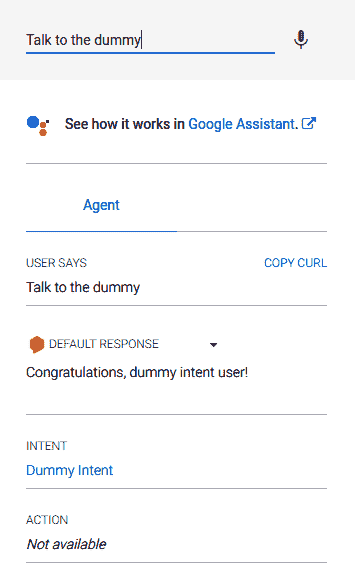 Talk to the dummy
See how it works in Google Assistant.
Agent
USER SAYS COPY CURL
Talk to the dummy
DEFAULT RESPONSE
Congratulations, dummy intent user!
INTENT
Dummy Intent
ACTION
Not available